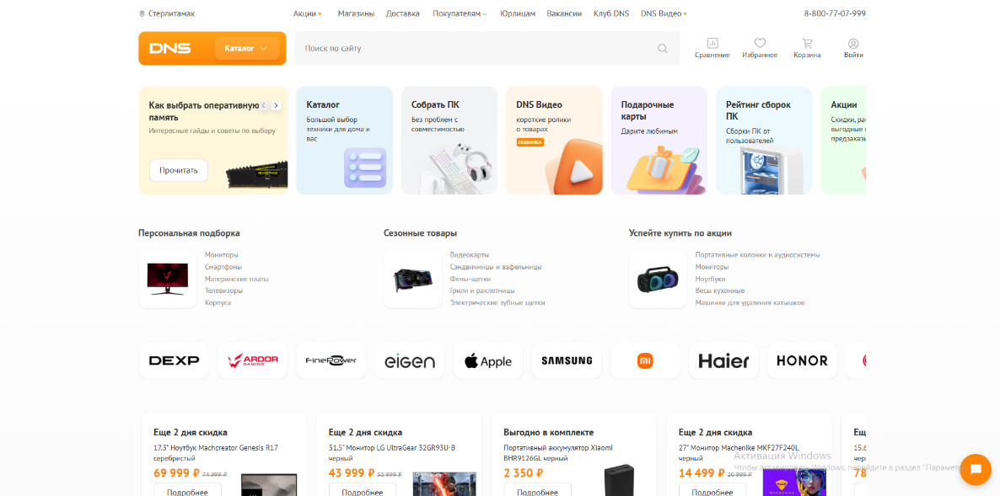 Стерлитамак
Акции
Магазины
Доставка
Покупателям
Юрлицам
Вакансии
Клуб DNS
DNS Видео
8-800-77-07-999
DNS
Каталог
Поиск по сайту
Сравнение
Избранное
Корзина
Войти
Как выбрать оперативную
память
Интересные гайды и советы по выбору
Прочитать
Каталог
Большой выбор
техники для дома и
вас
Собрать ПК
Без проблем с
совместимостью
DNS Видео
короткие ролики
о товарах
НОВИНКА
Подарочные
карты
Дарите любимым
Рейтинг сборок
ПК
Сборки ПК от
пользователей
Акции
Скидки,
выгодные
предзаказы
Персональная подборка
Мониторы
Смартфоны
Материнские платы
Телевизоры
Корпуса
Сезонные товары
Видеокарты
Сэндвичницы и вафельницы
Фены-щетки
Грили и раклетницы
Электрические зубные щетки
Успейте купить по акции
Портативные колонки и аудиосистемы
Мониторы
Ноутбуки
Весы кухонные
Машинки для удаления катышков
DEXP
ARDOR
GAMING
FinePower
eigen
Apple
SAMSUNG
mi
Haier
HONOR
Еще 2 дня скидка
17.3" Ноутбук Machcreator Genesis R17
серебристый
69 999 ₽ 74 999 ₽
Подробнее
Еще 2 дня скидка
31.5" Монитор LG UltraGear 32GR93U-B
черный
43 999 ₽ 53 999 ₽
Подробнее
Выгодно в комплекте
Портативный аккумулятор Xiaomi
BHR9126GL черный
2 350 ₽
Подробнее
Еще 2 дня скидка
27" Монитор Machenike MKF27F240L
черный
14 499 ₽ 20 999 ₽
Подробнее
Ещ
15.6
чер
78
Активация Windows
Чтобы активировать Windows, перейдите в раздел "Параметр